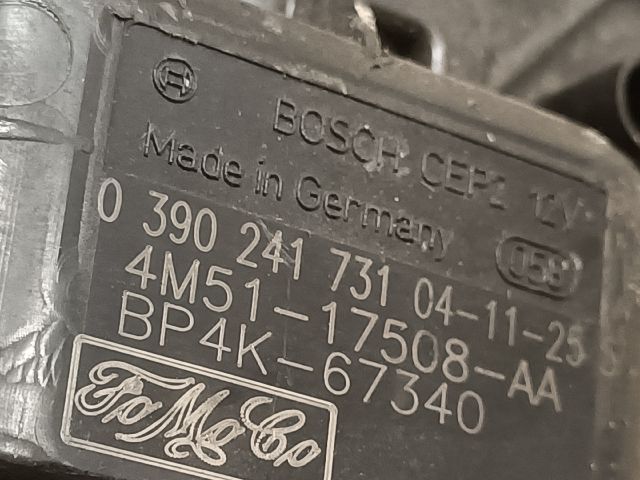 BOSCH CEP2 12V
Made in Germany 058
0 390 241 731 04-11-25 S
4M51-17508-AA
BP4K-67340
FoMoCo